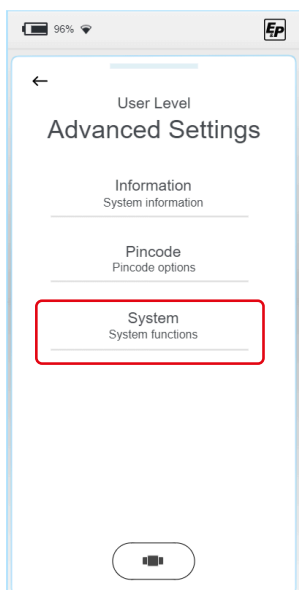 96%
EP
User Level
Advanced Settings
Information
System information
Pincode
Pincode options
System
System functions